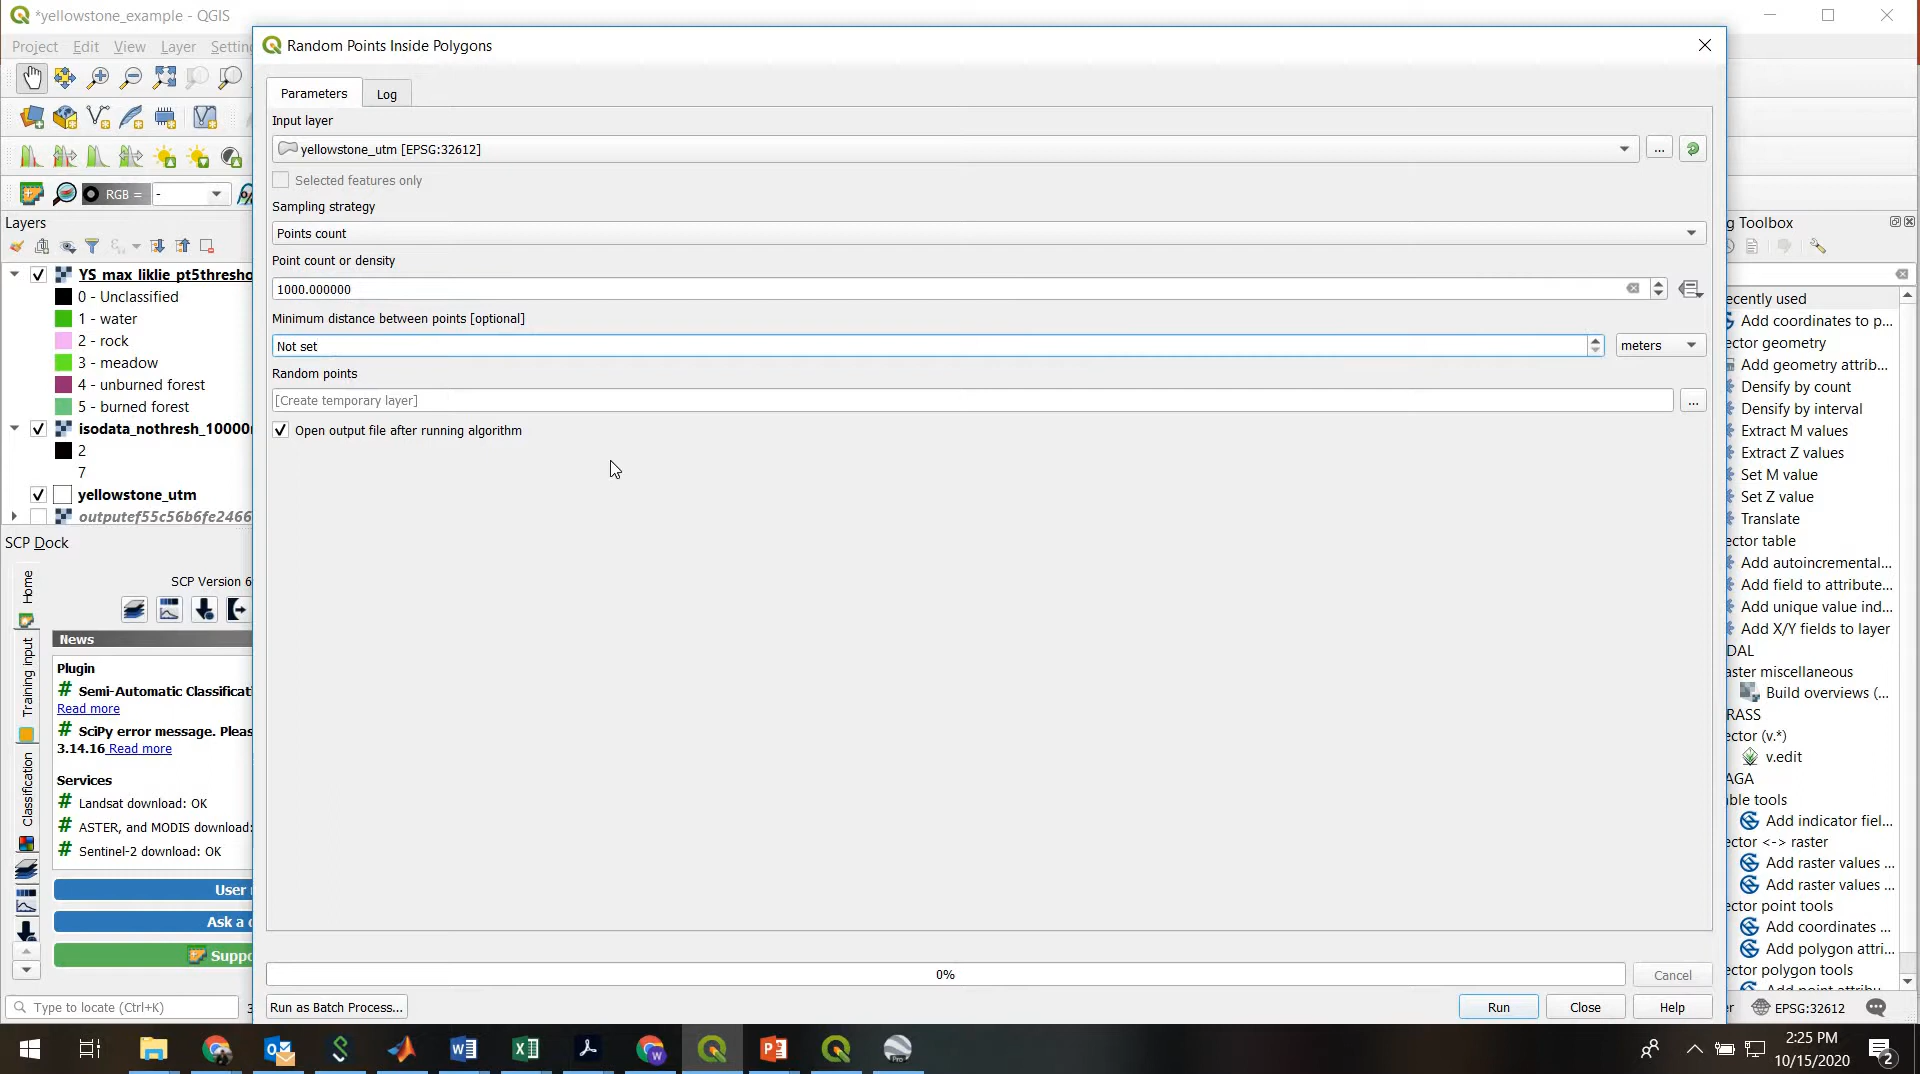 *yellowstone_example - QGIS
Project Edit View Layer Settin
RGB = -
Layers
YS max liklie pt5thresho
0 - Unclassified
1 - water
2 - rock
3 - meadow
4 - unburned forest
5 - burned forest
isodata_nothresh_10000
2
7
yellowstone_utm
outputef55c56b6fe2466
SCP Dock
Home
Training input
Classification
SCP Version 6
News
Plugin
# Semi-Automatic Classificat
Read more
# SciPy error message. Pleas
3.14.16 Read more
Services
# Landsat download: OK
# ASTER, and MODIS download:
# Sentinel-2 download: OK
User
Ask a
Suppo
Type to locate (Ctrl+K)
3
Random Points Inside Polygons
Parameters Log
Input layer
yellowstone_utm [EPSG:32612]
...
Selected features only
Sampling strategy
Points count
Point count or density
1000.000000
Minimum distance between points [optional]
Not set
meters
Random points
[Create temporary layer]
...
Open output file after running algorithm
0%
Cancel
Run as Batch Process...
Run
Close
Help
g Toolbox
ecently used
Add coordinates to p...
ector geometry
Add geometry attrib...
Densify by count
Densify by interval
Extract M values
Extract Z values
Set M value
Set Z value
Translate
ector table
Add autoincremental...
Add field to attribute...
Add unique value ind...
Add X/Y fields to layer
DAL
aster miscellaneous
Build overviews (...
RASS
ector (v.*)
v.edit
AGA
ble tools
Add indicator fiel...
ector <-> raster
Add raster values ...
Add raster values ...
ector point tools
Add coordinates ...
Add polygon attri...
ector polygon tools
er
EPSG:32612
2:25 PM
10/15/2020
2